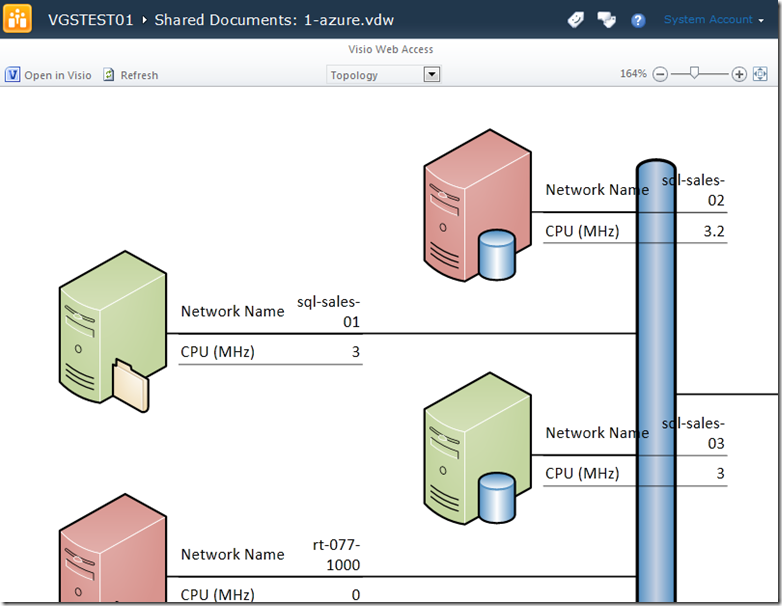 VGSTEST01 ▸ Shared Documents: 1-azure.vdw
System Account
Visio Web Access
Open in Visio
Refresh
Topology
164%
Network Name sql-sales-
02
CPU (MHz) 3.2
Network Name sql-sales-
01
CPU (MHz) 3
Network Name sql-sales-
03
CPU (MHz) 3
Network Name rt-077-
1000
CPU (MHz) 0